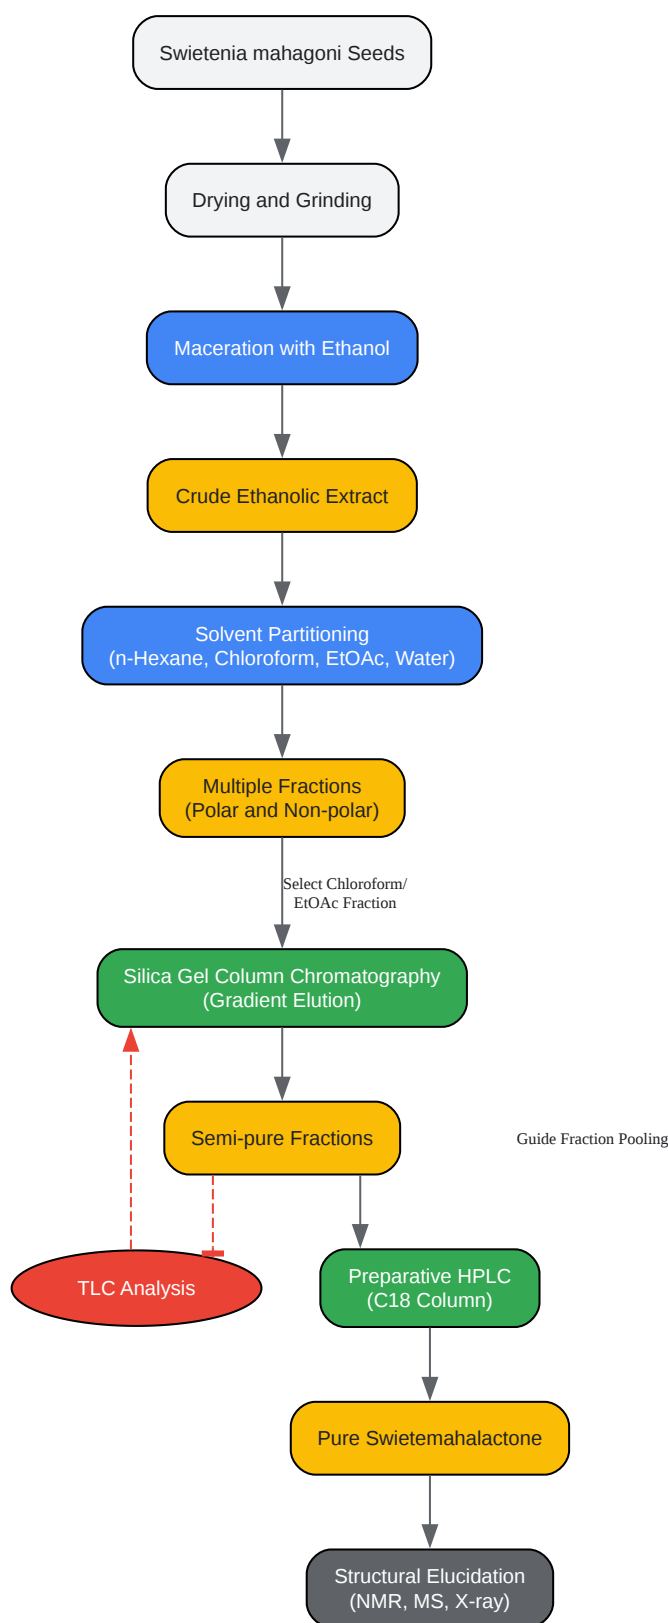 Swietenia mahagoni Seeds
Drying and Grinding
Maceration with Ethanol
Crude Ethanolic Extract
Solvent Partitioning
(n-Hexane, Chloroform, EtOAc, Water)
Multiple Fractions
(Polar and Non-polar)
Select Chloroform/
EtOAc Fraction
Silica Gel Column Chromatography
(Gradient Elution)
Semi-pure Fractions
Guide Fraction Pooling
TLC Analysis
Preparative HPLC
(C18 Column)
Pure Swietemahalactone
Structural Elucidation
(NMR, MS, X-ray)